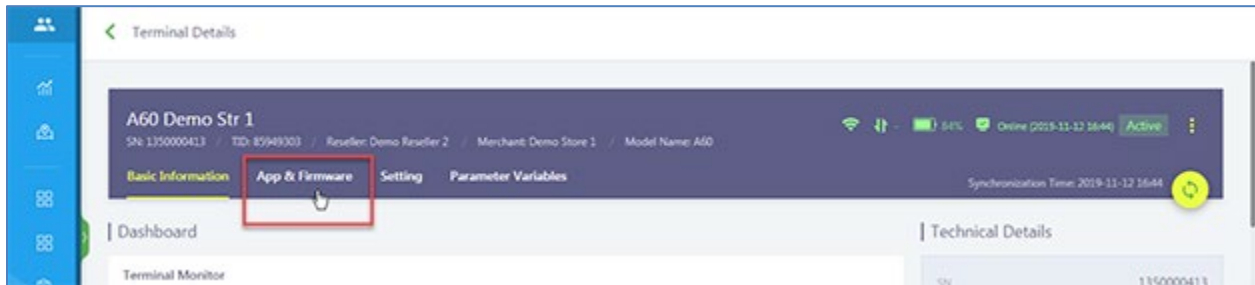 Terminal Details
A60 Demo Str 1
SN: 1350000413 / TID: 85949303 / Reseller: Demo Reseller 2 / Merchant: Demo Store 1 / Model Name: A60
84% Online (2019-11-12 16:44) Active
Basic Information App & Firmware Setting Parameter Variables
Synchronization Time: 2019-11-12 16:44
Dashboard
Technical Details
Terminal Monitor
SN 1350000413